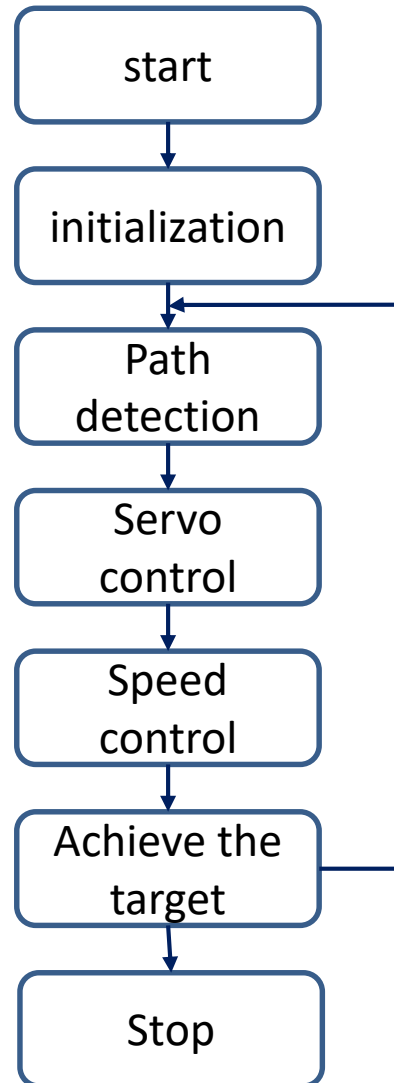 start
initialization
Path
detection
Servo
control
Speed
control
Achieve the
target
Stop